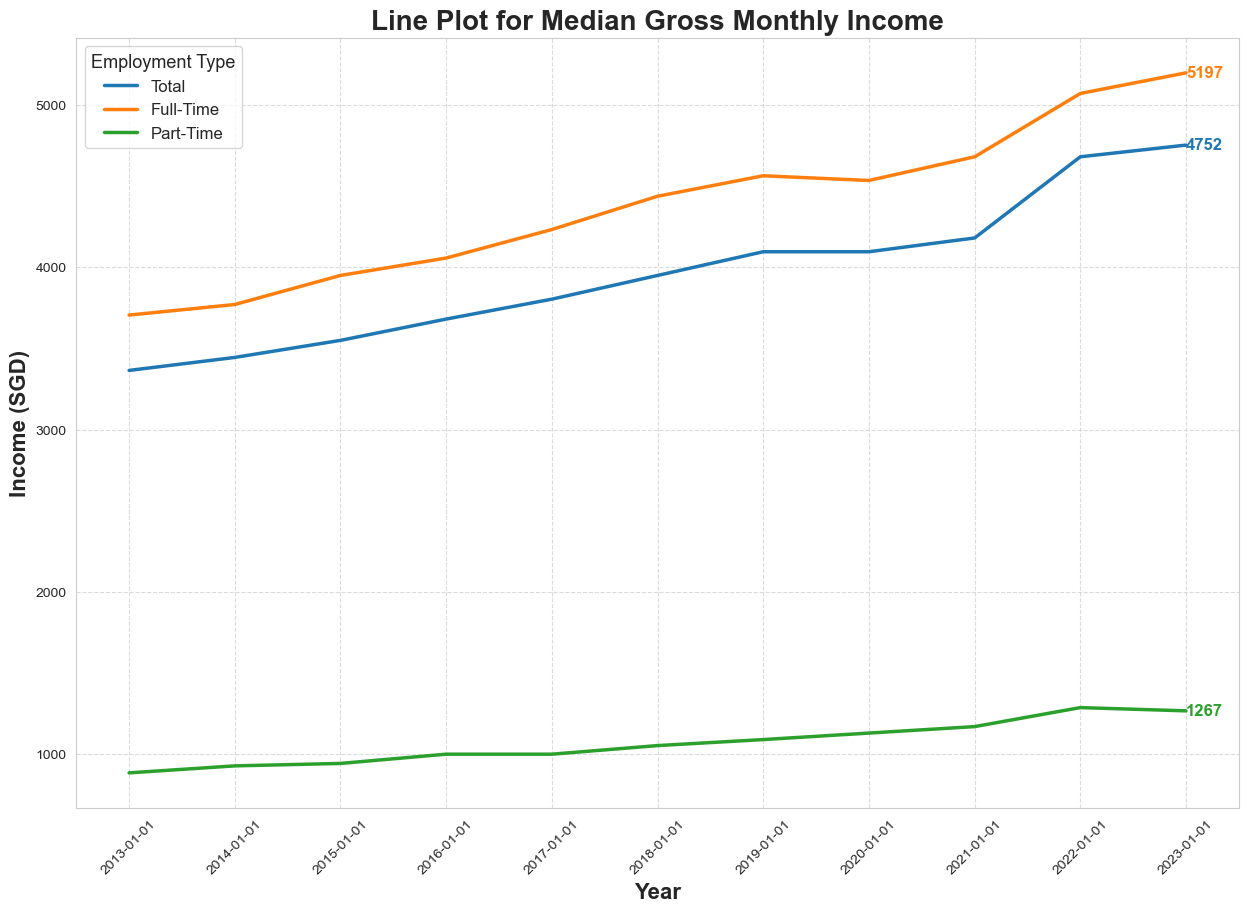 Line Plot for Median Gross Monthly Income
Employment Type
Total
Full-Time
Part-Time
5197
4752
1267
5000
4000
3000
2000
1000
Income (SGD)
2013-01-01
2014-01-01
2015-01-01
2016-01-01
2017-01-01
2018-01-01
2019-01-01
2020-01-01
2021-01-01
2022-01-01
2023-01-01
Year